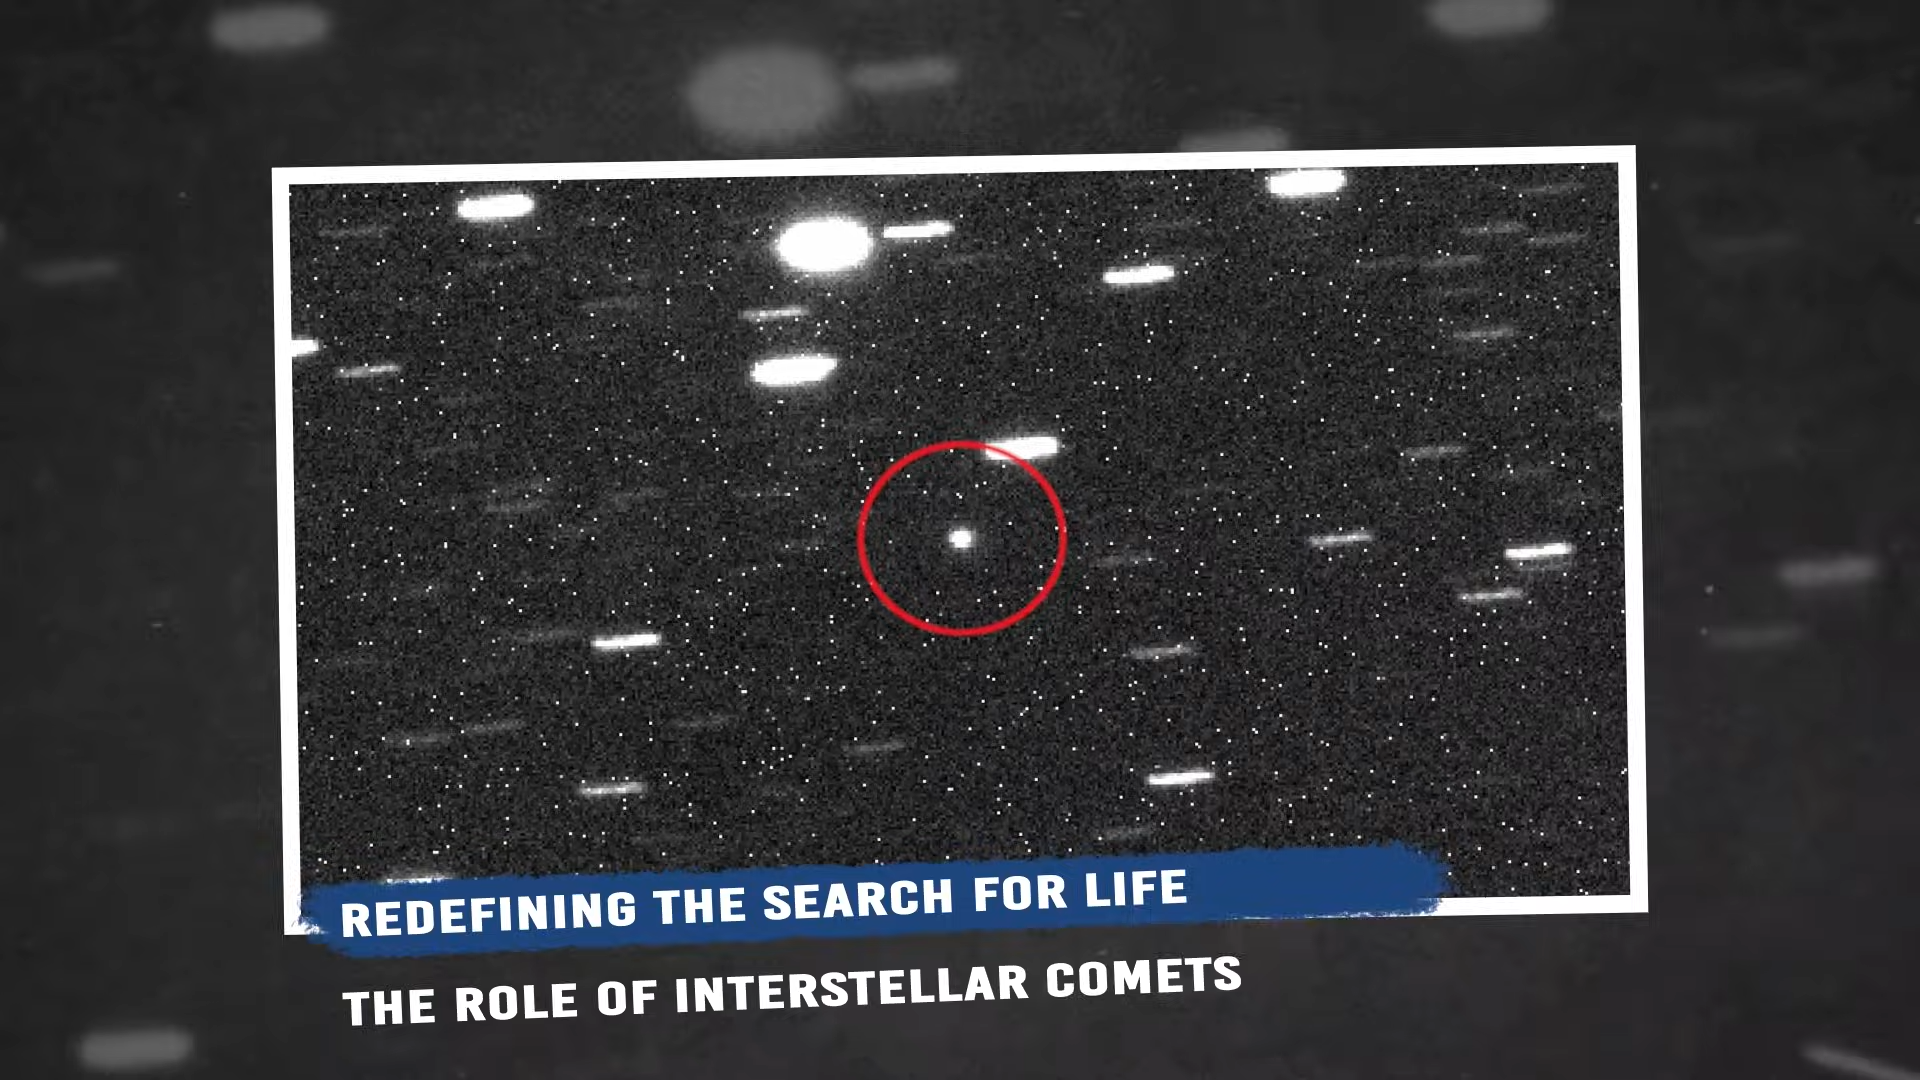 REDEFINING THE SEARCH FOR LIFE
THE ROLE OF INTERSTELLAR COMETS